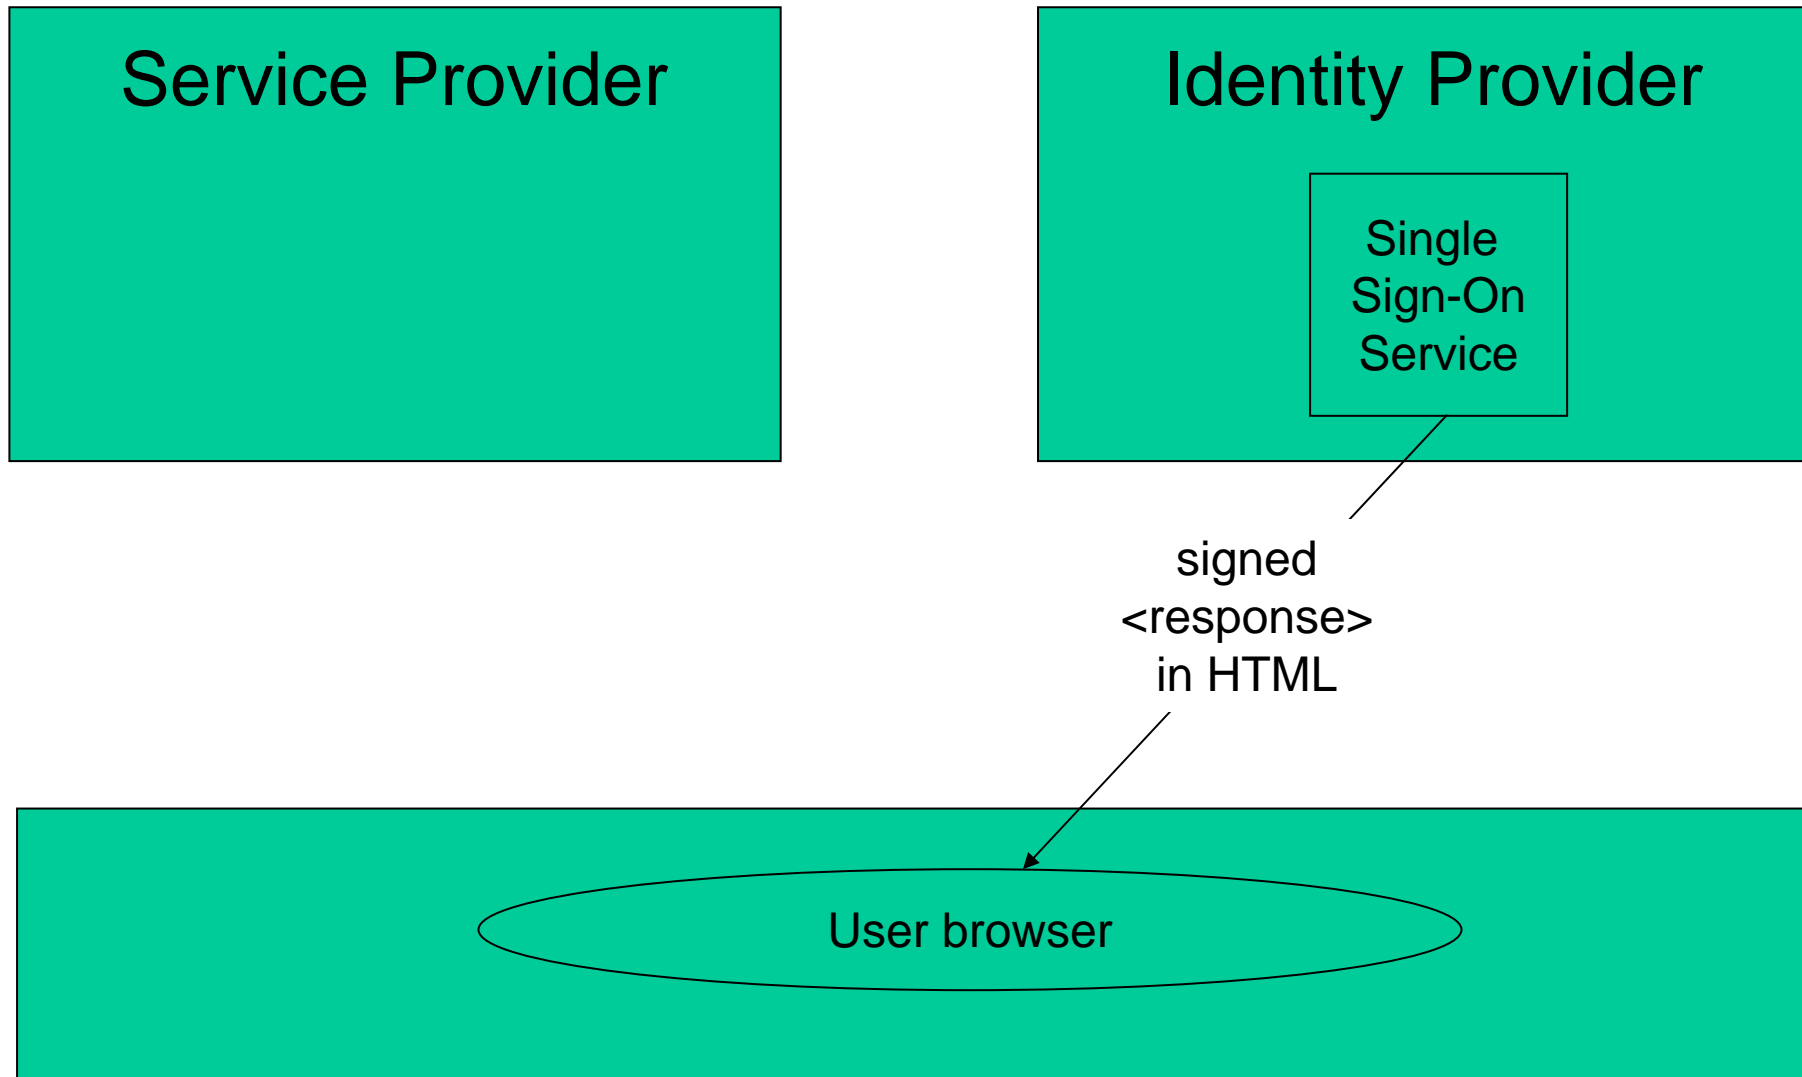 Service Provider
Identity Provider
Single
Sign-On
Service
signed
<response>
in HTML
User browser